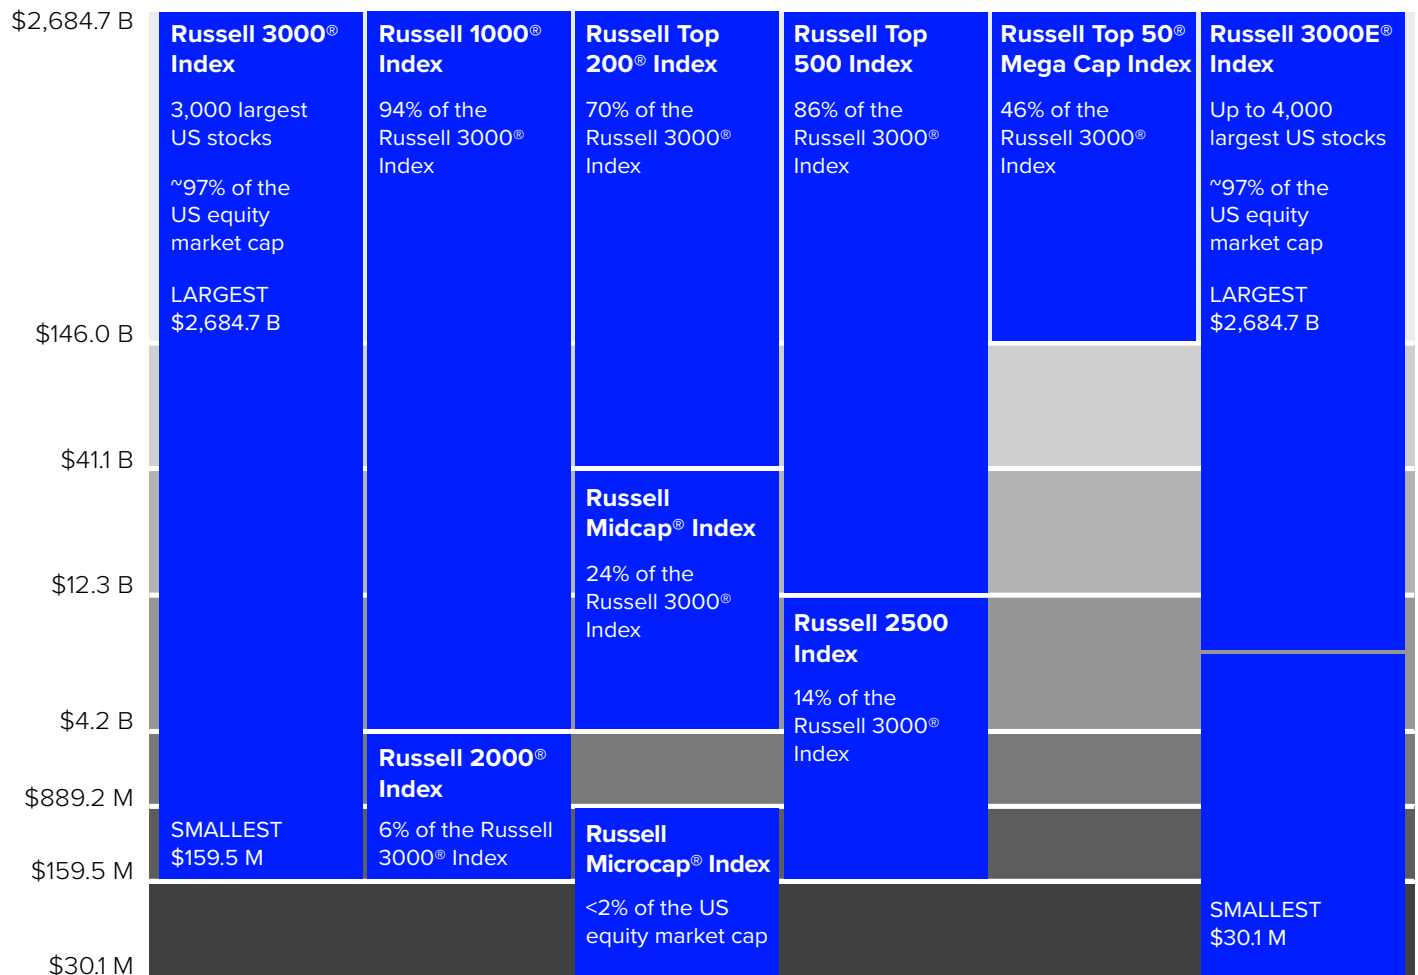 $2,684.7 B
$146.0 B
$41.1 B
$12.3 B
$4.2 B
$889.2 M
$159.5 M
$30.1 M
Russell 3000®
Index
3,000 largest
US stocks
~97% of the
US equity
market cap
LARGEST
$2,684.7 B
SMALLEST
$159.5 M
Russell 1000®
Index
94% of the
Russell 3000®
Index
Russell 2000®
Index
6% of the Russell
3000® Index
Russell Top
200® Index
70% of the
Russell 3000®
Index
Russell
Midcap® Index
24% of the
Russell 3000®
Index
Russell
Microcap® Index
<2% of the US
equity market cap
Russell Top
500 Index
86% of the
Russell 3000®
Index
Russell 2500
Index
14% of the
Russell 3000®
Index
Russell Top 50®
Mega Cap Index
46% of the
Russell 3000®
Index
Russell 3000E®
Index
Up to 4,000
largest US stocks
~97% of the
US equity
market cap
LARGEST
$2,684.7 B
SMALLEST
$30.1 M